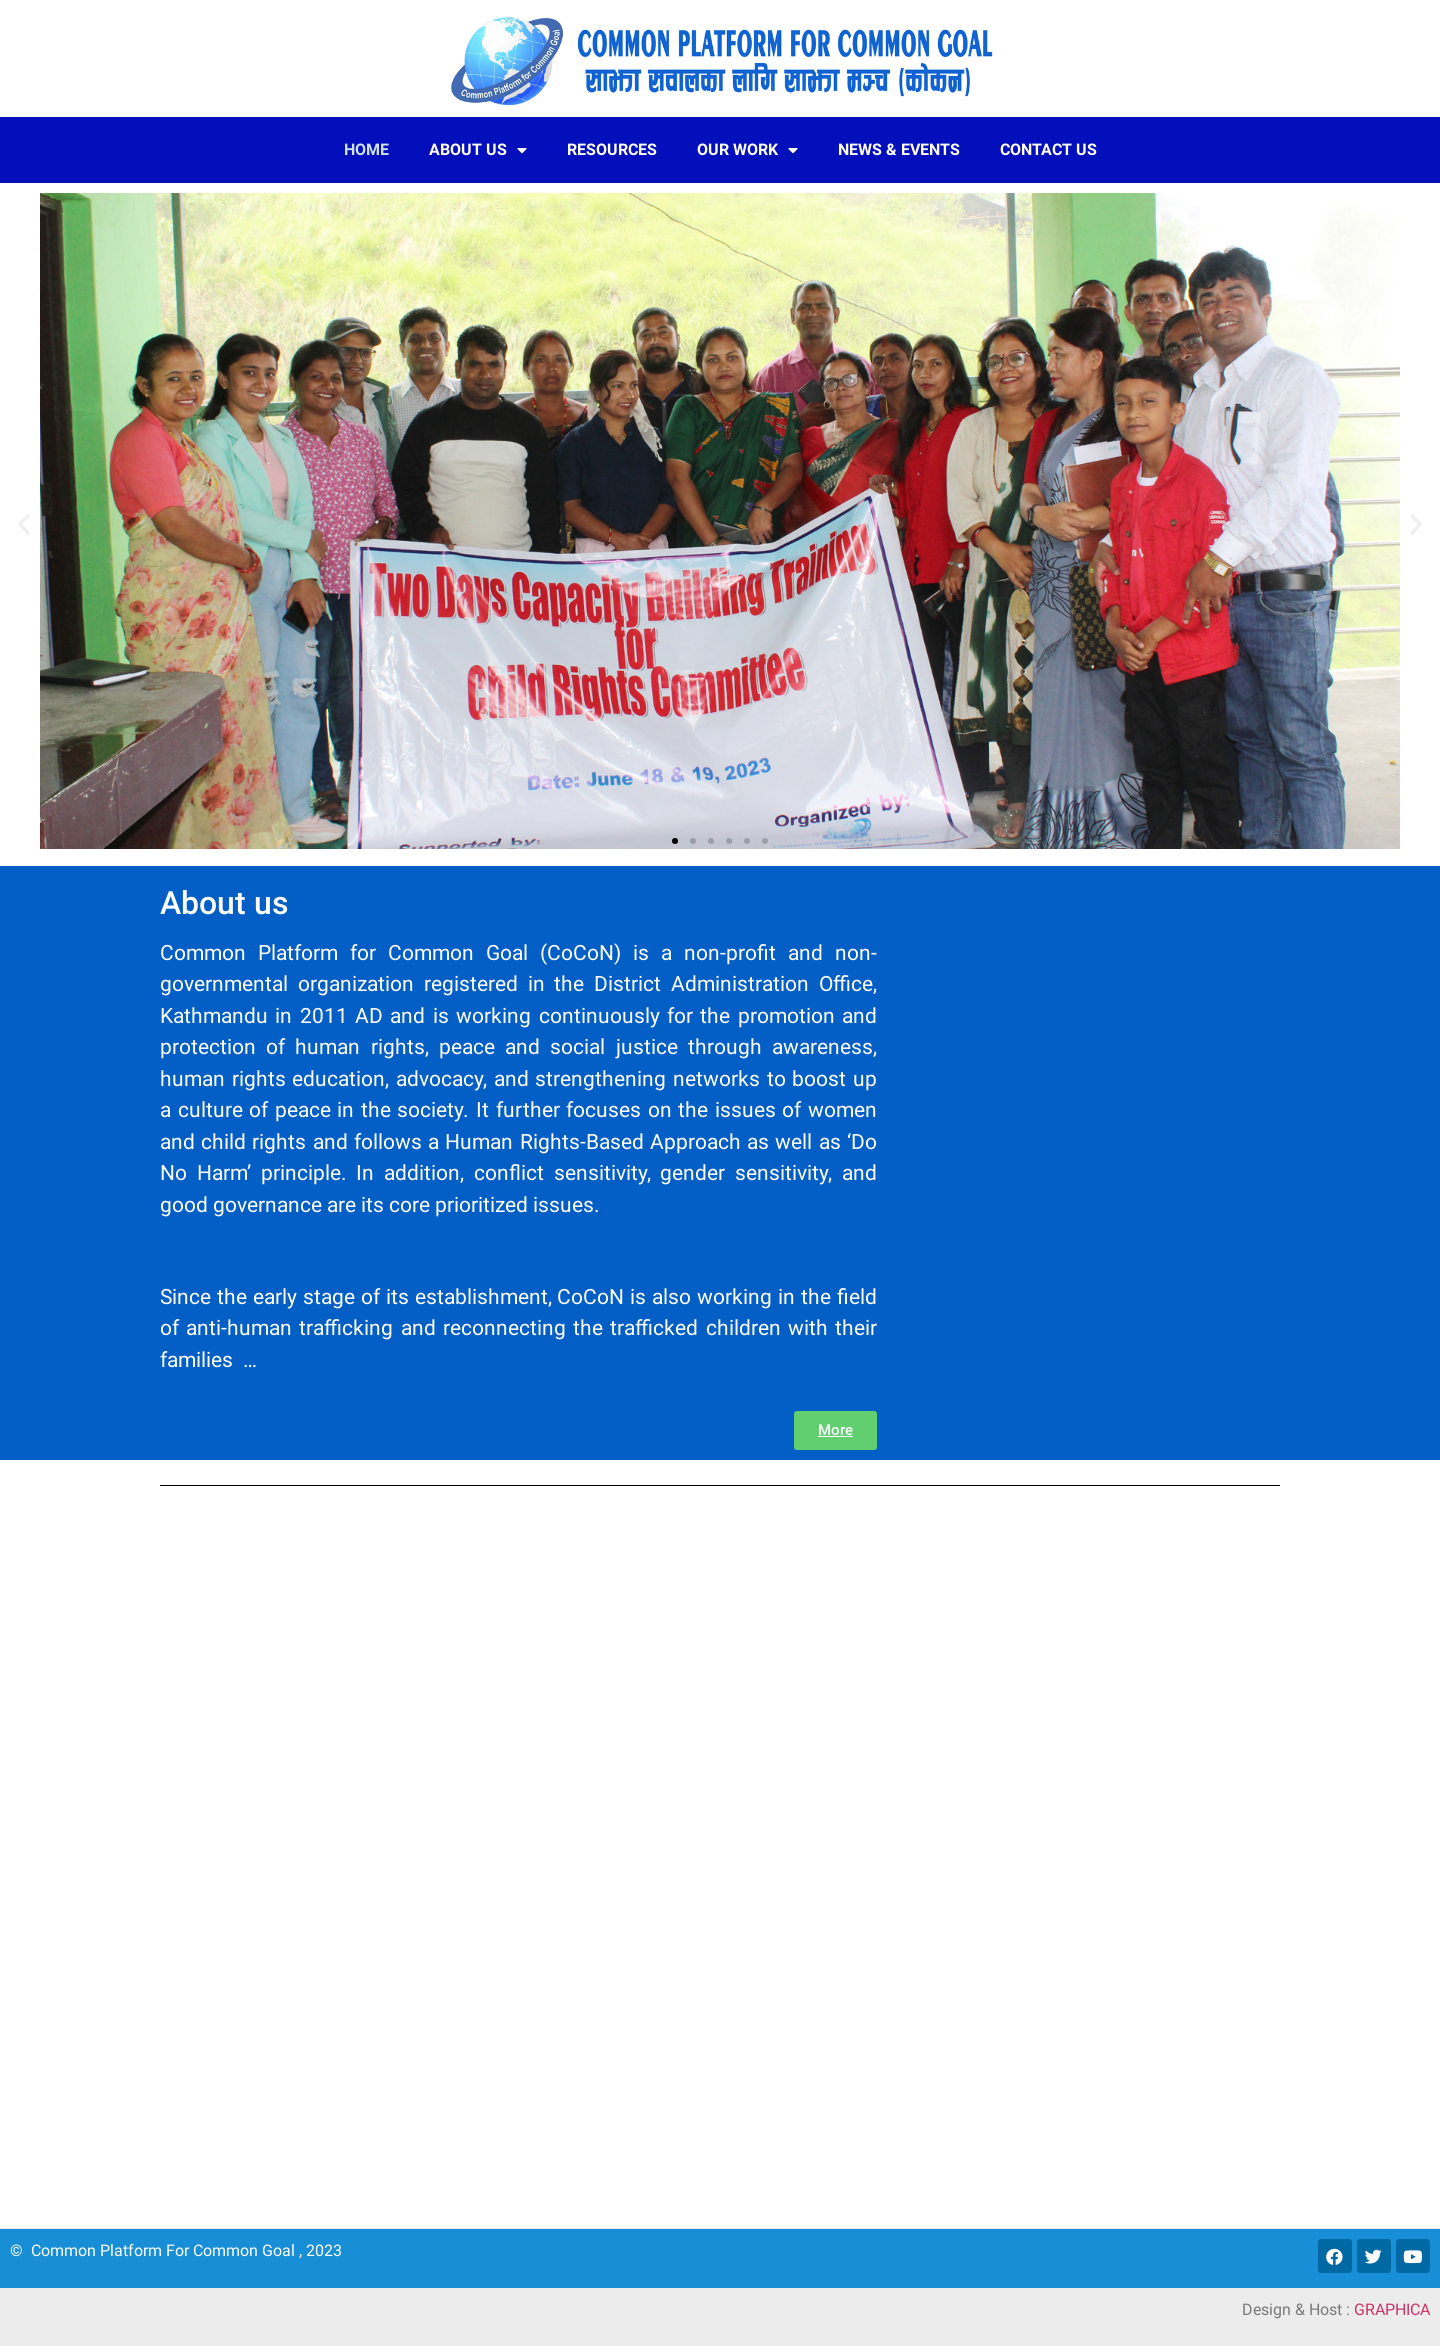 Common Platform for Common Goal
COMMON PLATFORM FOR COMMON GOAL
साझा सवालका लागि साझा मञ्च (कोकन)
HOME
ABOUT US
RESOURCES
OUR WORK
NEWS & EVENTS
CONTACT US
Two Days Capacity Building Training
for
Child Rights Committee
Date: June 18 & 19, 2023
Organized by:
Supported by:
About us
Common Platform for Common Goal (CoCoN) is a non-profit and non-
governmental organization registered in the District Administration Office,
Kathmandu in 2011 AD and is working continuously for the promotion and
protection of human rights, peace and social justice through awareness,
human rights education, advocacy, and strengthening networks to boost up
a culture of peace in the society. It further focuses on the issues of women
and child rights and follows a Human Rights-Based Approach as well as ‘Do
No Harm’ principle. In addition, conflict sensitivity, gender sensitivity, and
good governance are its core prioritized issues.
Since the early stage of its establishment, CoCoN is also working in the field
of anti-human trafficking and reconnecting the trafficked children with their
families ...
More
© Common Platform For Common Goal , 2023
Design & Host : GRAPHICA